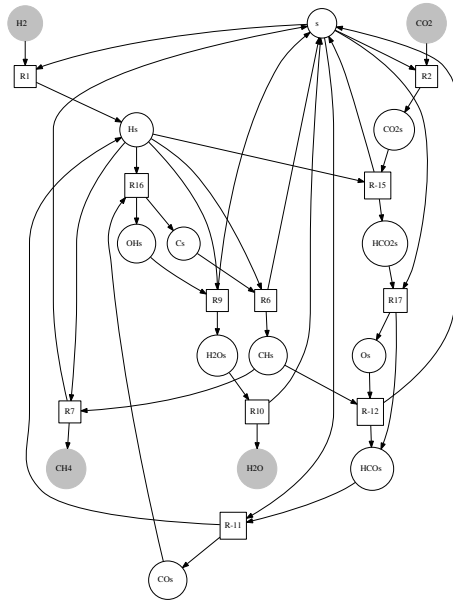 H2
s
CO2
R1
R2
Hs
CO2s
R16
R-15
OHs
Cs
HCO2s
R9
R6
R17
H2Os
CHs
Os
R7
R10
R-12
CH4
H2O
HCOs
R-11
COs